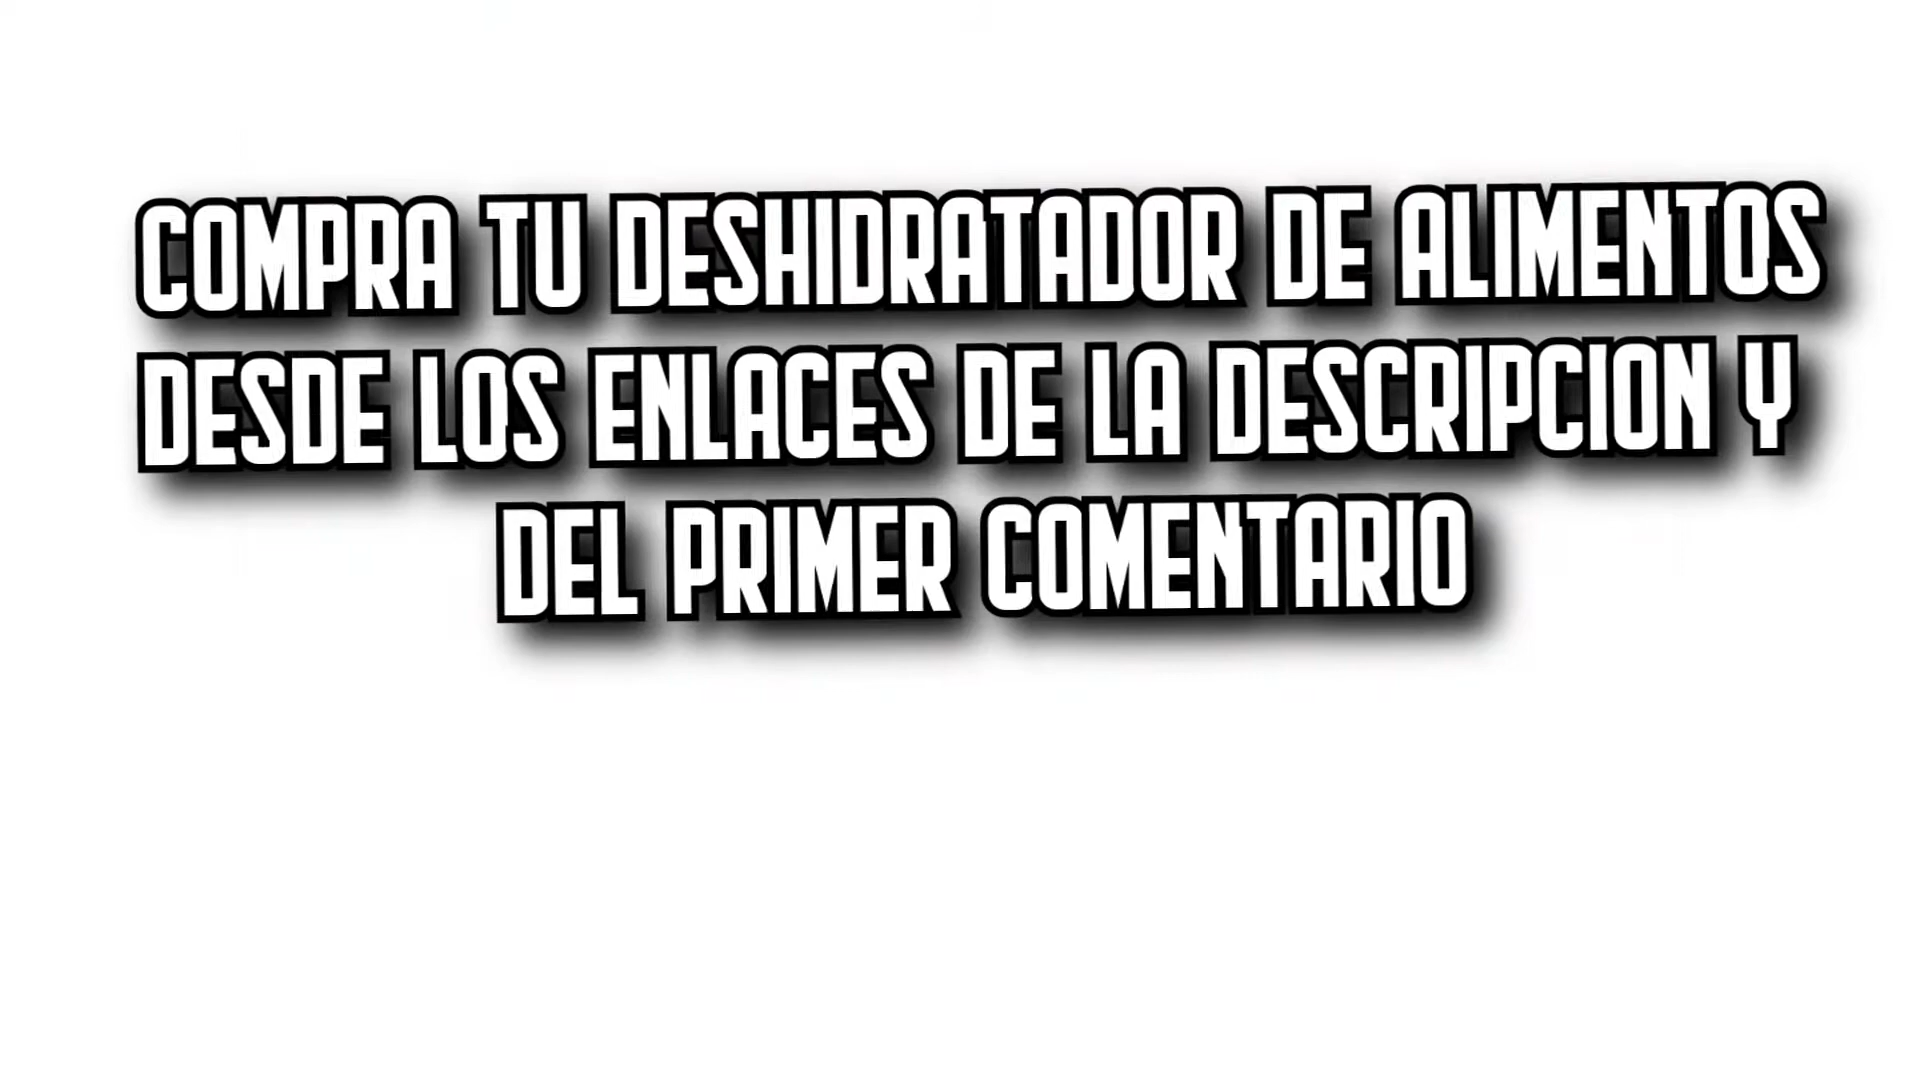 COMPRA TU DESHIDRATADOR DE ALIMENTOS
DESDE LOS ENLACES DE LA DESCRIPCION Y
DEL PRIMER COMENTARIO